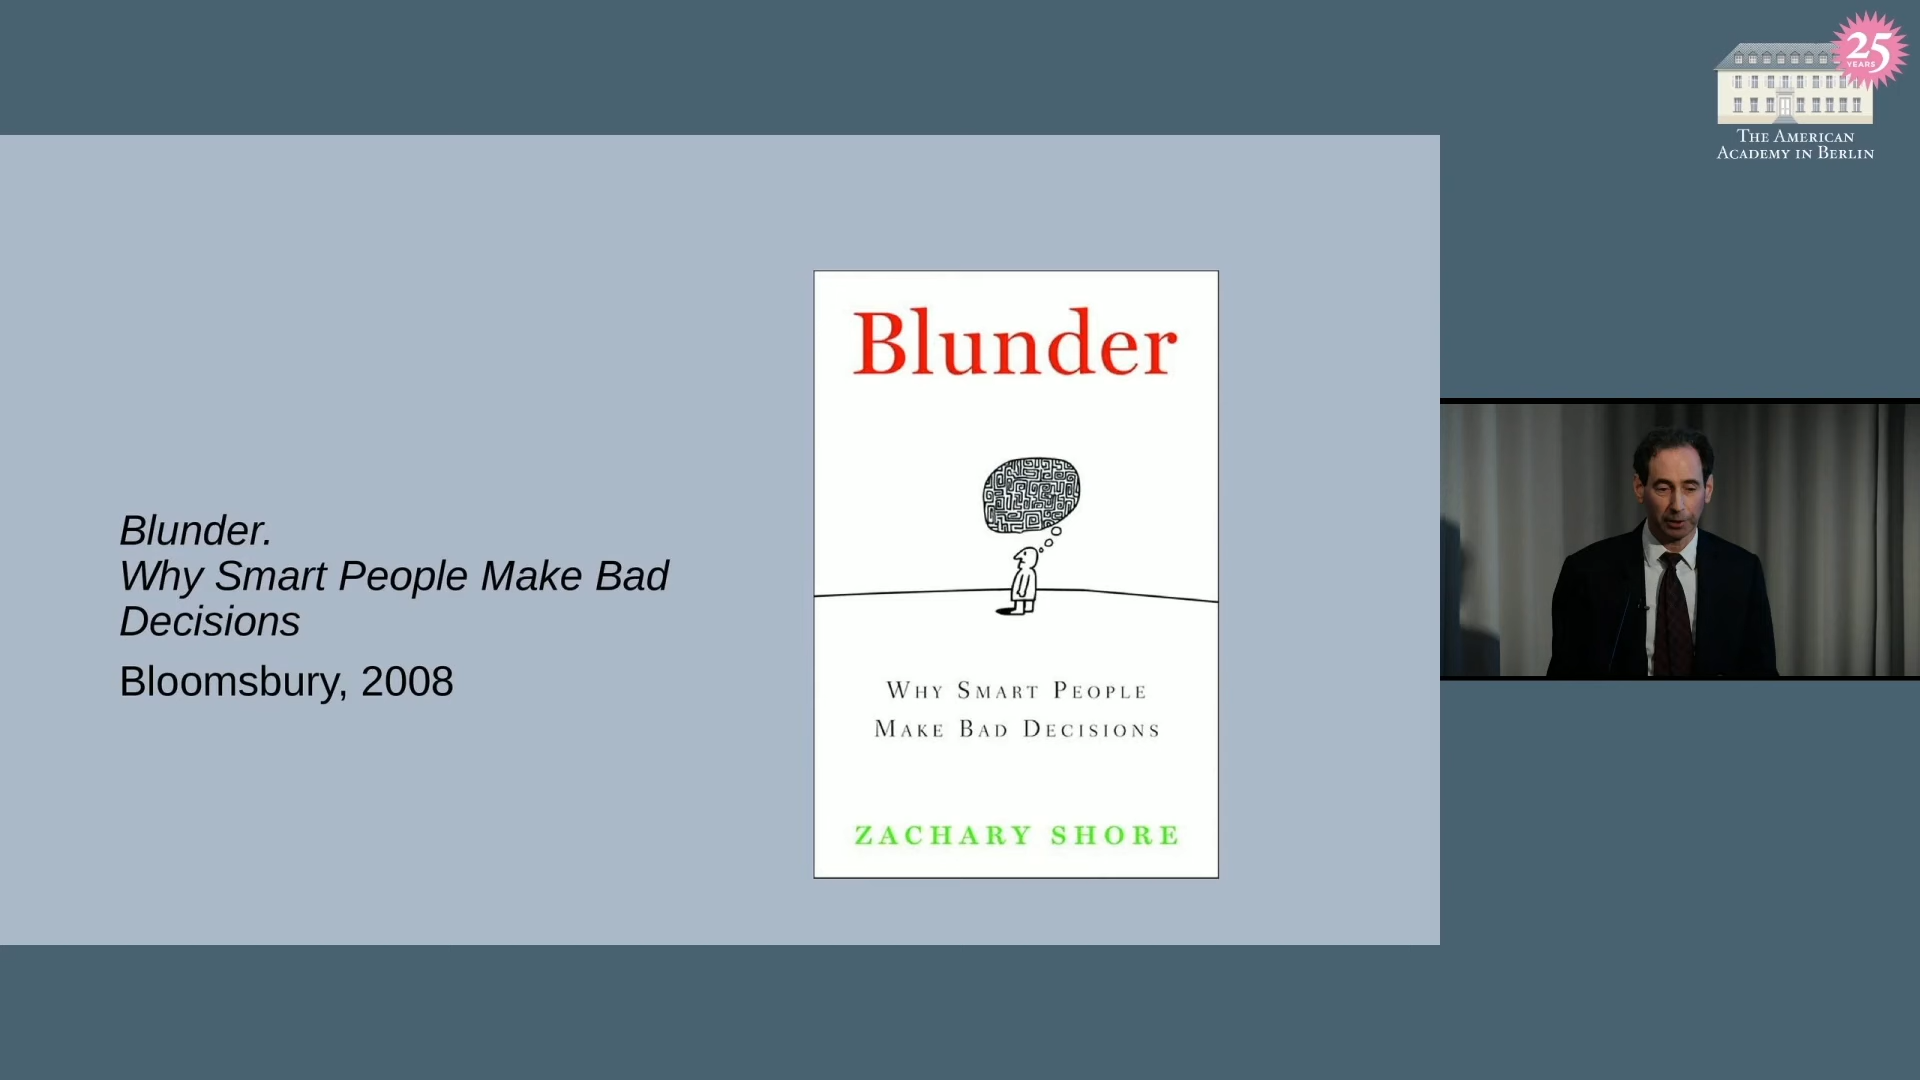 25
YEARS
THE AMERICAN
ACADEMY IN BERLIN
Blunder.
Why Smart People Make Bad
Decisions
Bloomsbury, 2008
Blunder
WHY SMART PEOPLE
MAKE BAD DECISIONS
ZACHARY SHORE